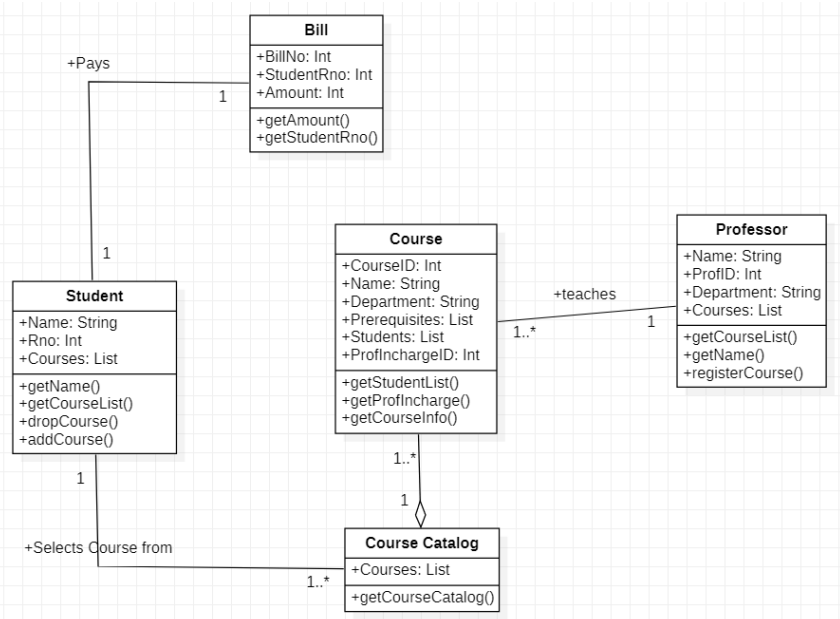 Bill
+BillNo: Int
+StudentRno: Int
+Amount: Int
+getAmount()
+getStudentRno()
+Pays
1
1
Student
+Name: String
+Rno: Int
+Courses: List
+getName()
+getCourseList()
+dropCourse()
+addCourse()
Course
+CourseID: Int
+Name: String
+Department: String
+Prerequisites: List
+Students: List
+ProfInchargeID: Int
+getStudentList()
+getProfIncharge()
+getCourseInfo()
+teaches
1..*
1
Professor
+Name: String
+ProfID: Int
+Department: String
+Courses: List
+getCourseList()
+getName()
+registerCourse()
1..*
1
1
+Selects Course from
1..*
Course Catalog
+Courses: List
+getCourseCatalog()